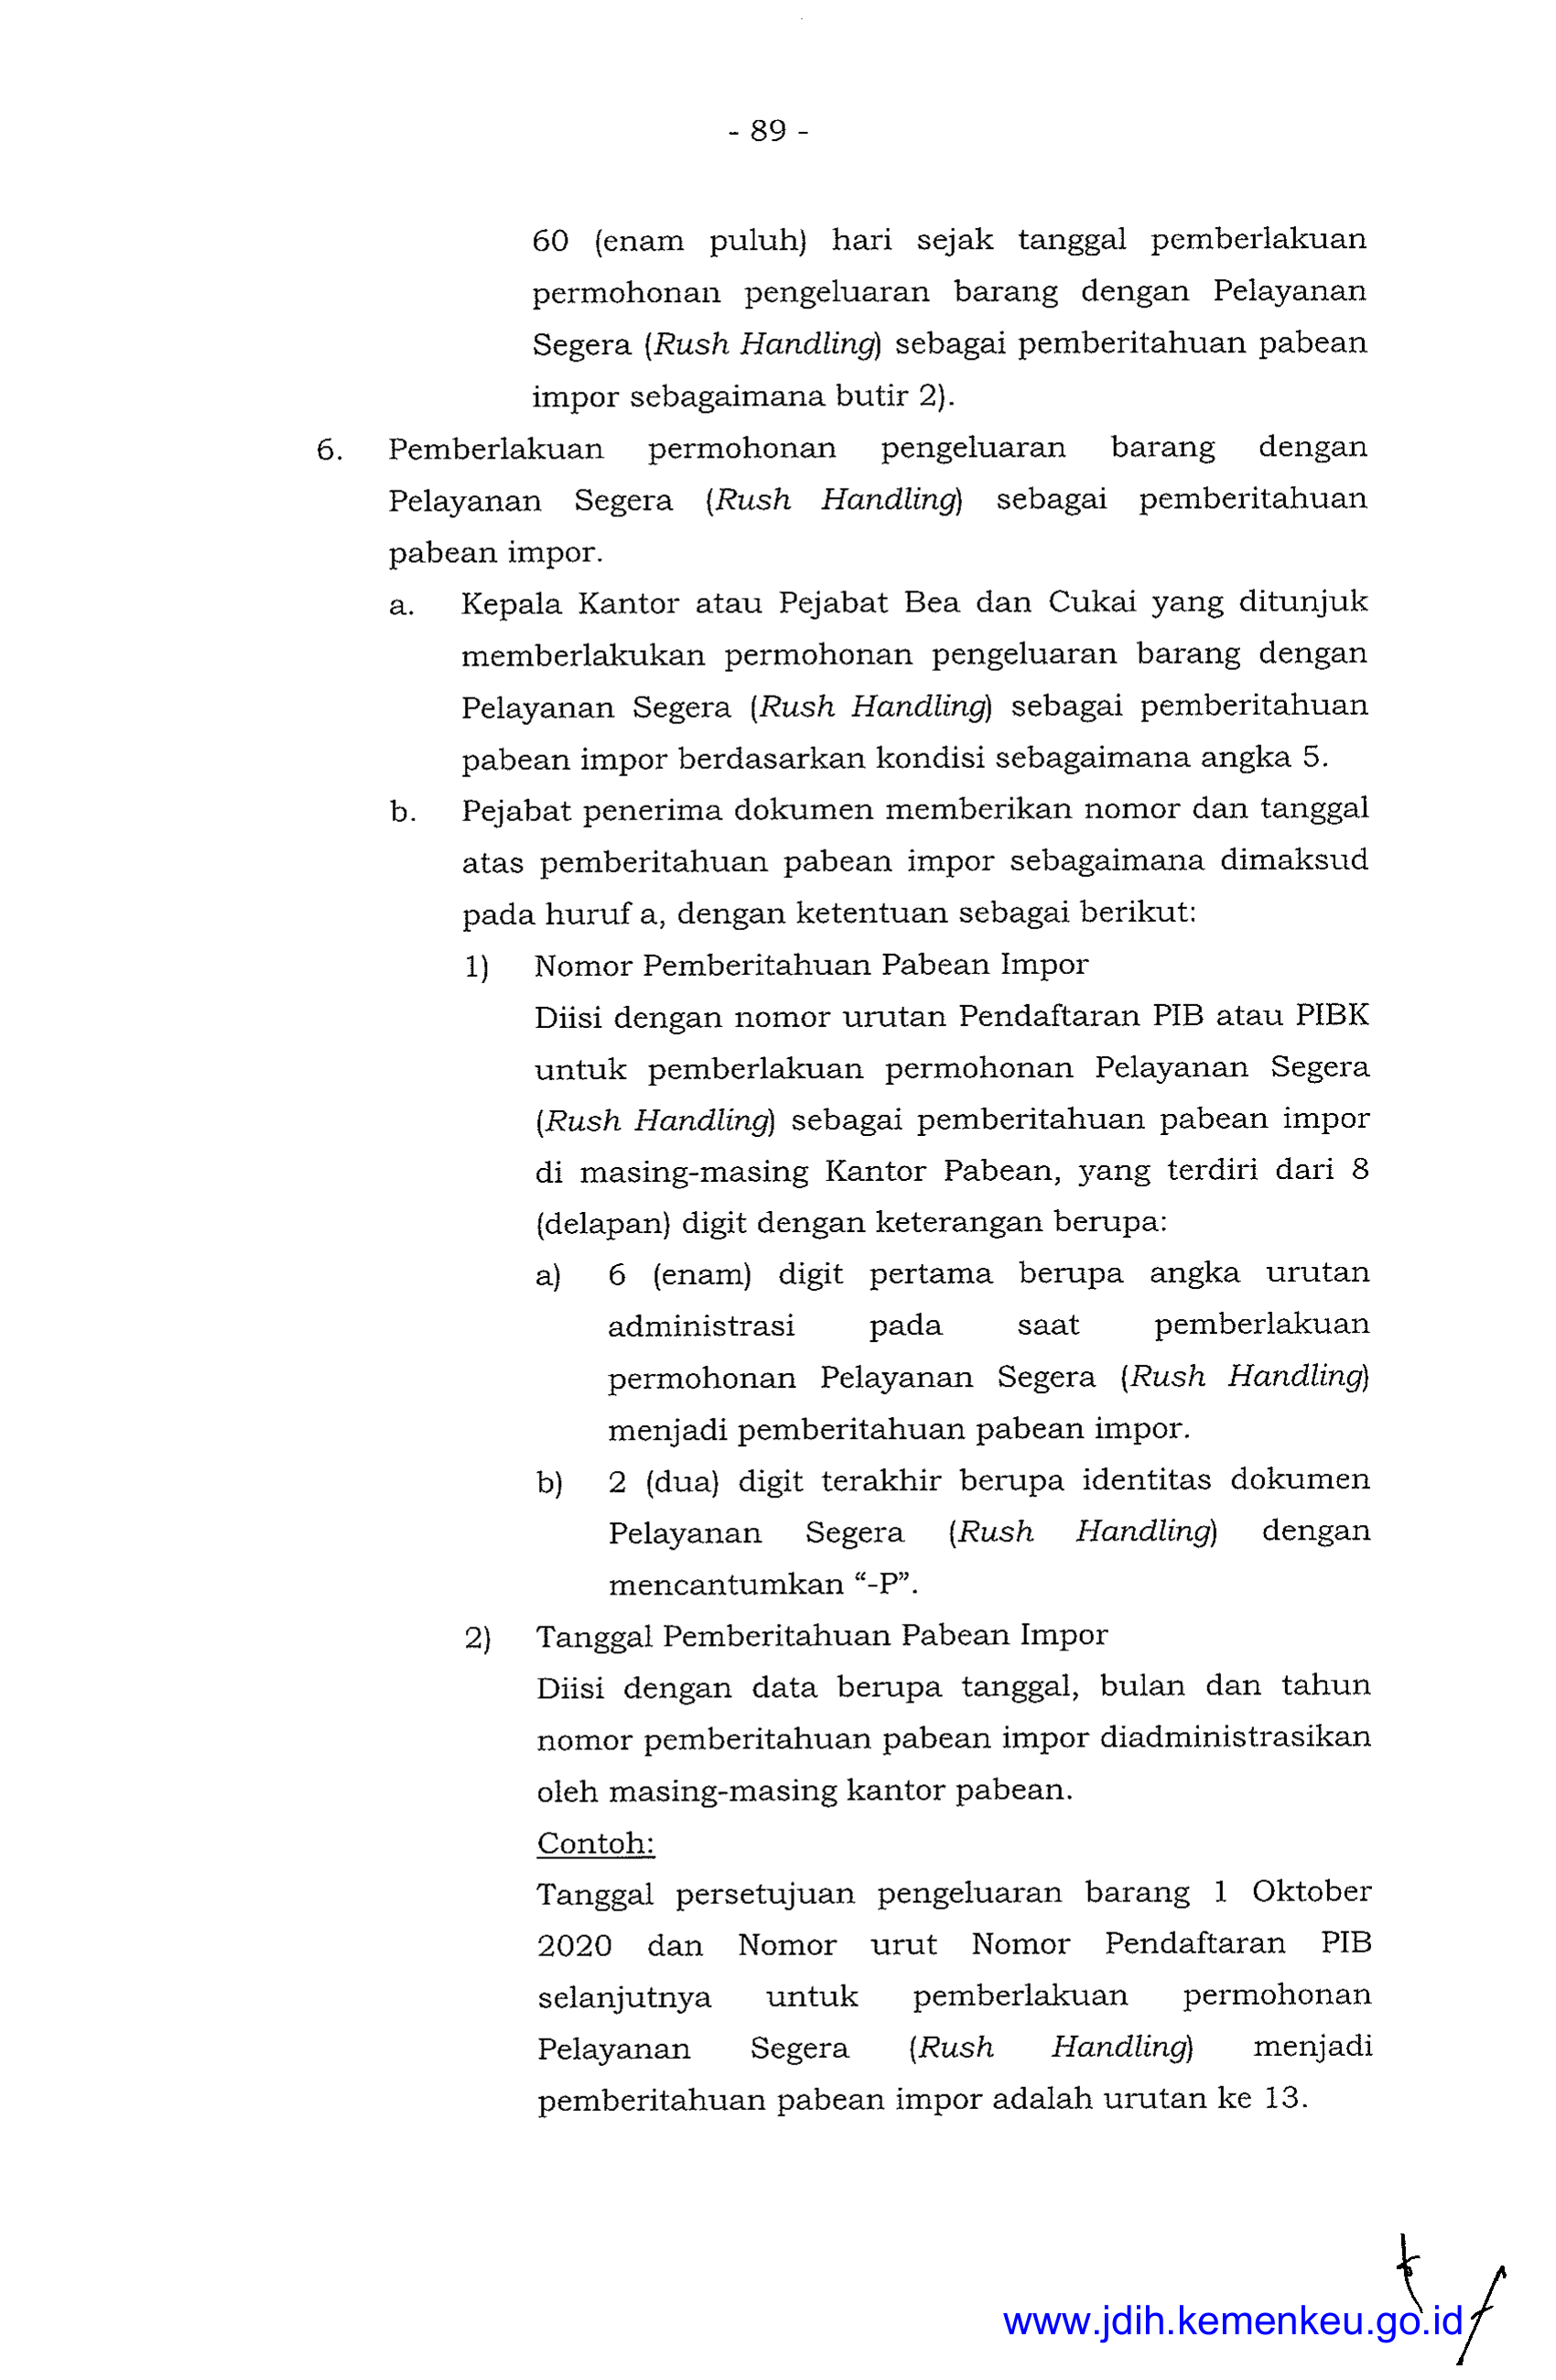 - 89 -
60 (enam puluh) hari sejak tanggal pemberlakuan
permohonan pengeluaran barang dengan Pelayanan
Segera (Rush Handling) sebagai pemberitahuan pabean
impor sebagaimana butir 2).
6. Pemberlakuan permohonan pengeluaran barang dengan
Pelayanan Segera (Rush Handling) sebagai pemberitahuan
pabean impor.
a. Kepala Kantor atau Pejabat Bea dan Cukai yang ditunjuk
memberlakukan permohonan pengeluaran barang dengan
Pelayanan Segera (Rush Handling) sebagai pemberitahuan
pabean impor berdasarkan kondisi sebagaimana angka 5.
b. Pejabat penerima dokumen memberikan nomor dan tanggal
atas pemberitahuan pabean impor sebagaimana dimaksud
pada huruf a, dengan ketentuan sebagai berikut:
1) Nomor Pemberitahuan Pabean Impor
Diisi dengan nomor urutan Pendaftaran PIB atau PIBK
untuk pemberlakuan permohonan Pelayanan Segera
(Rush Handling) sebagai pemberitahuan pabean impor
di masing-masing Kantor Pabean, yang terdiri dari 8
(delapan) digit dengan keterangan berupa:
a) 6 (enam) digit pertama berupa angka urutan
administrasi pada saat pemberlakuan
permohonan Pelayanan Segera (Rush Handling)
menjadi pemberitahuan pabean impor.
b) 2 (dua) digit terakhir berupa identitas dokumen
Pelayanan Segera (Rush Handling) dengan
mencantumkan “-P”.
2) Tanggal Pemberitahuan Pabean Impor
Diisi dengan data berupa tanggal, bulan dan tahun
nomor pemberitahuan pabean impor diadministrasikan
oleh masing-masing kantor pabean.
Contoh:
Tanggal persetujuan pengeluaran barang 1 Oktober
2020 dan Nomor urut Nomor Pendaftaran PIB
selanjutnya untuk pemberlakuan permohonan
Pelayanan Segera (Rush Handling) menjadi
pemberitahuan pabean impor adalah urutan ke 13.
www.jdih.kemenkeu.go.id